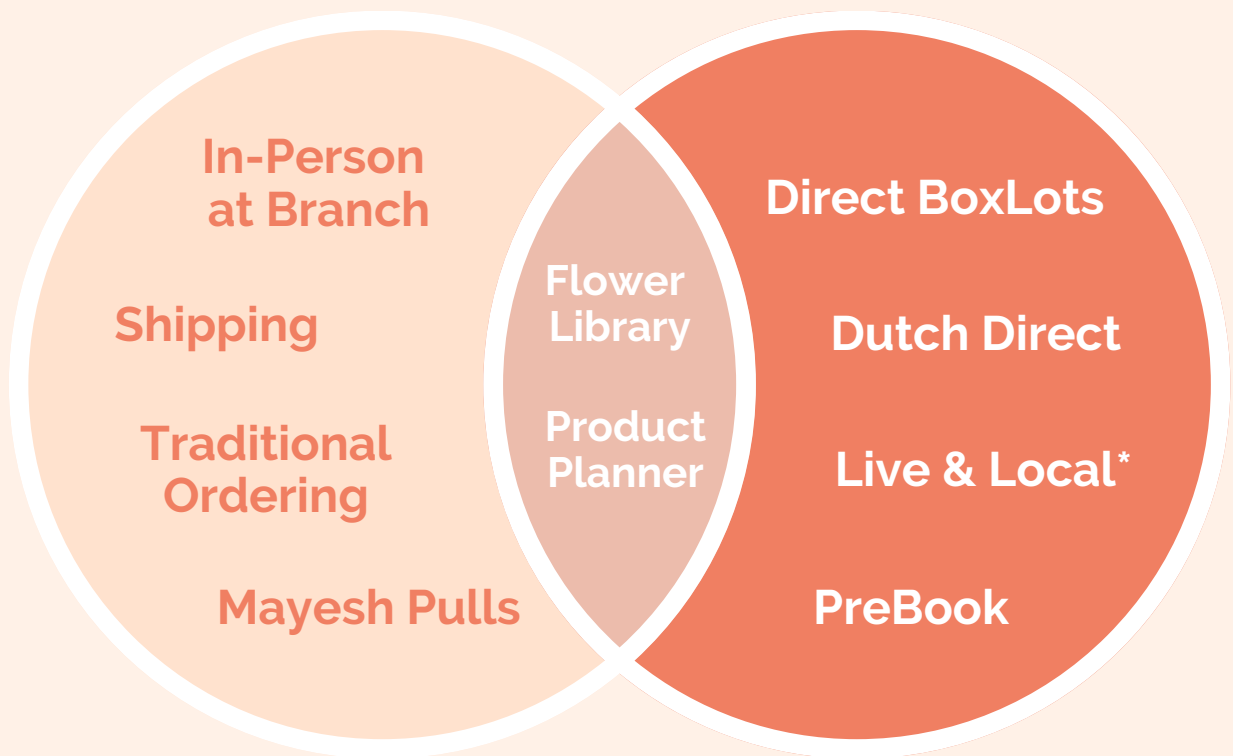 In-Person
at Branch
Shipping
Traditional
Ordering
Mayesh Pulls
Flower
Library
Product
Planner
Direct BoxLots
Dutch Direct
Live & Local*
PreBook